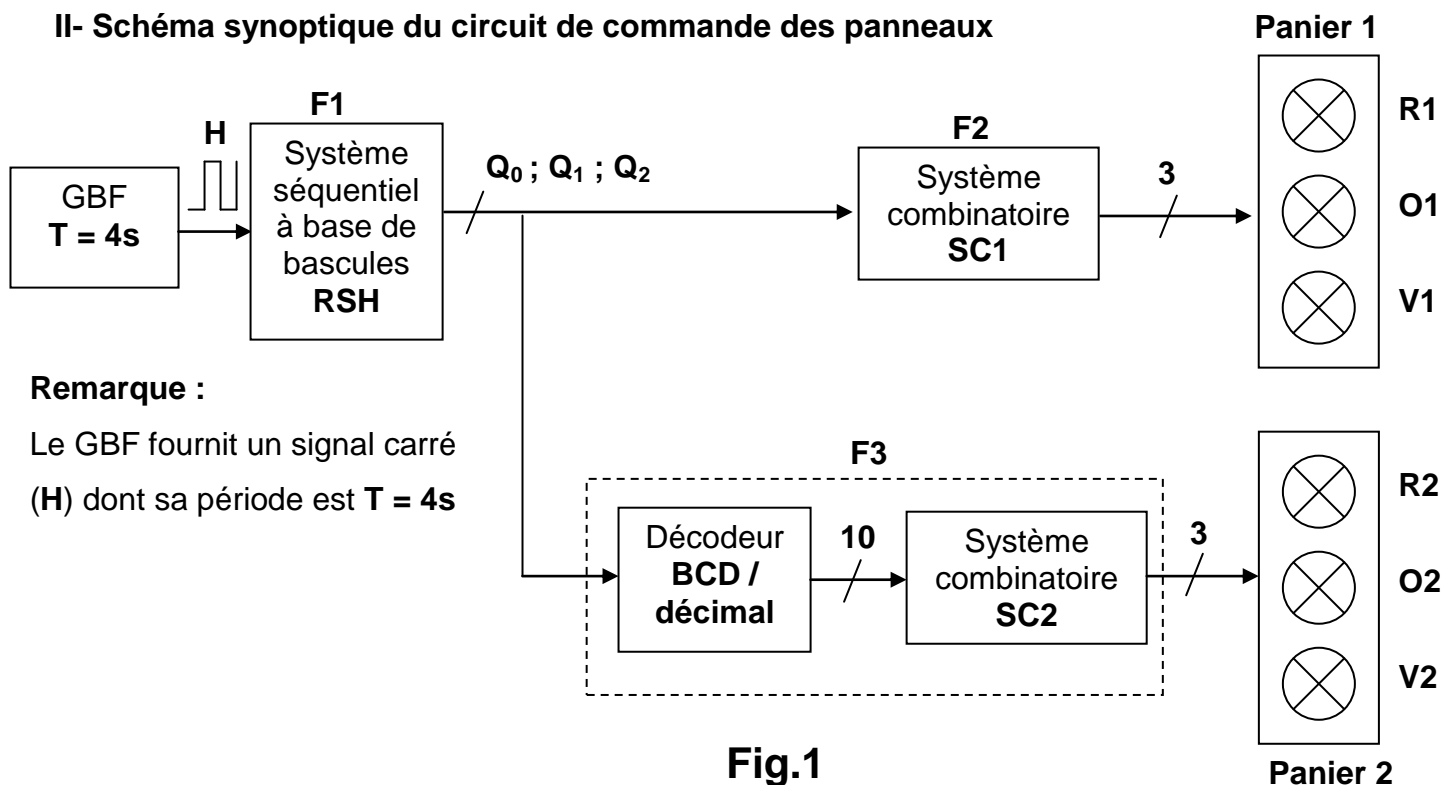 II- Schéma synoptique du circuit de commande des panneaux
Panier 1
F1
H
GBF
T = 4s
Système
séquentiel
à base de
bascules
RSH
Q0 ; Q1 ; Q2
F2
Système
combinatoire
SC1
3
R1
O1
V1
Remarque :
Le GBF fournit un signal carré
(H) dont sa période est T = 4s
F3
Décodeur
BCD /
décimal
10
Système
combinatoire
SC2
3
R2
O2
V2
Fig.1
Panier 2